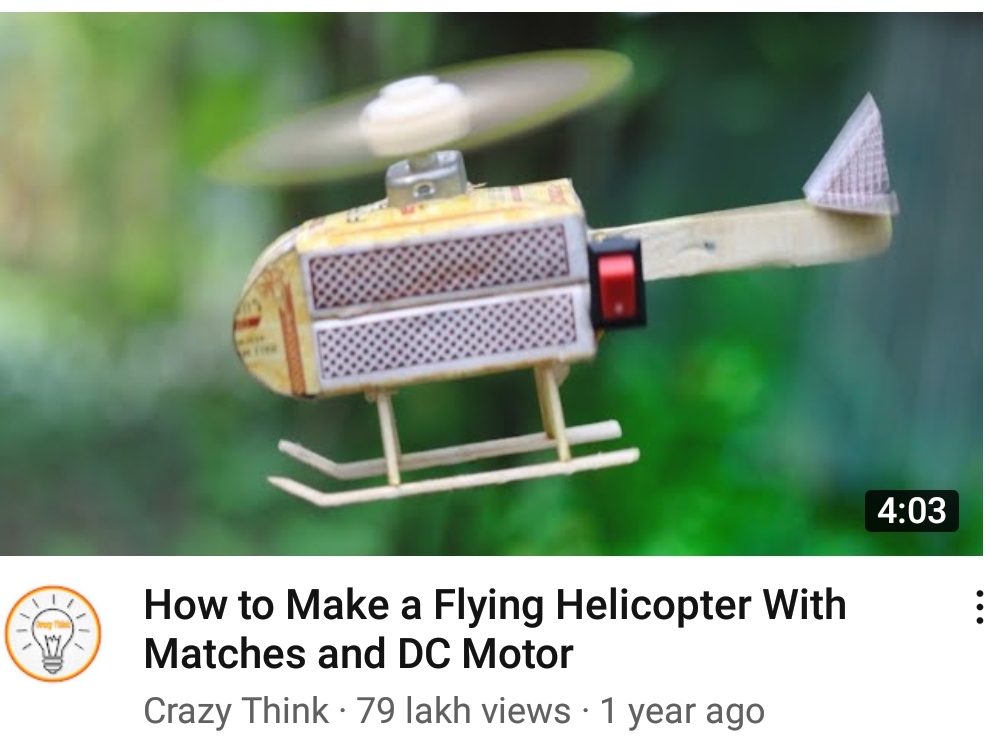 4:03
How to Make a Flying Helicopter With
Matches and DC Motor
Crazy Think · 79 lakh views · 1 year ago
Crazy Think